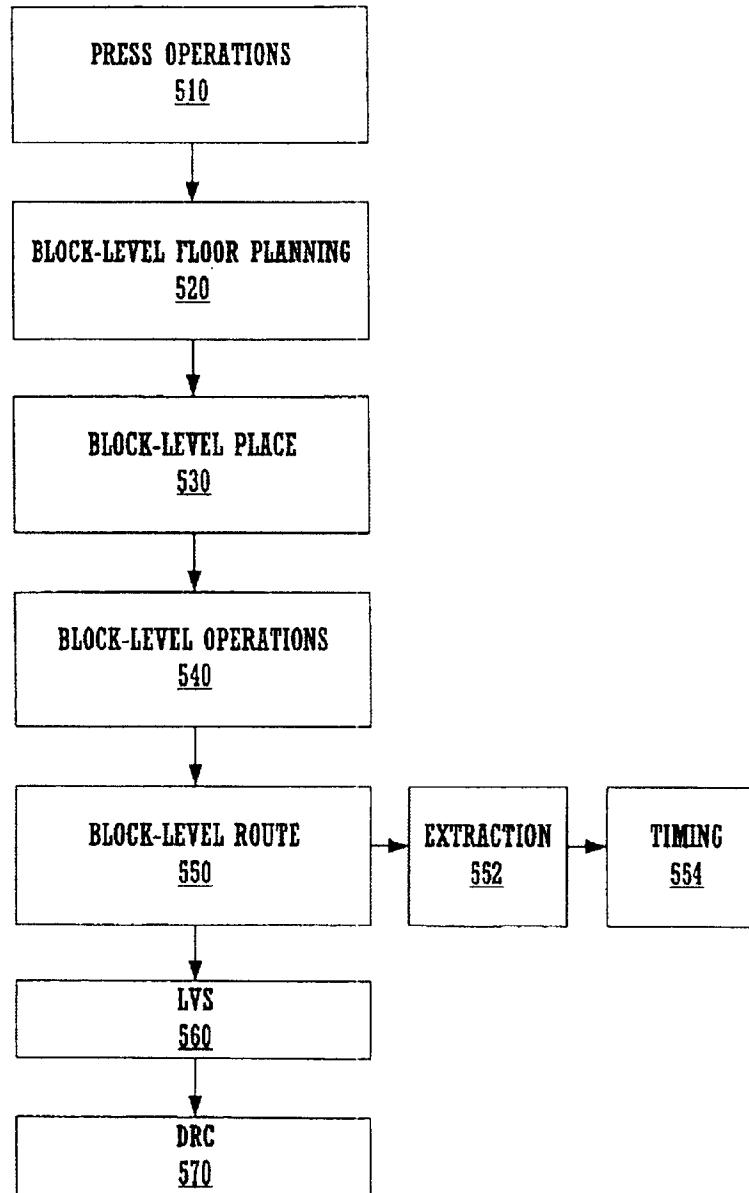 PRESS OPERATIONS
510
BLOCK-LEVEL FLOOR PLANNING
520
BLOCK-LEVEL PLACE
530
BLOCK-LEVEL OPERATIONS
540
BLOCK-LEVEL ROUTE
550
EXTRACTION
552
TIMING
554
LVS
560
DRC
570